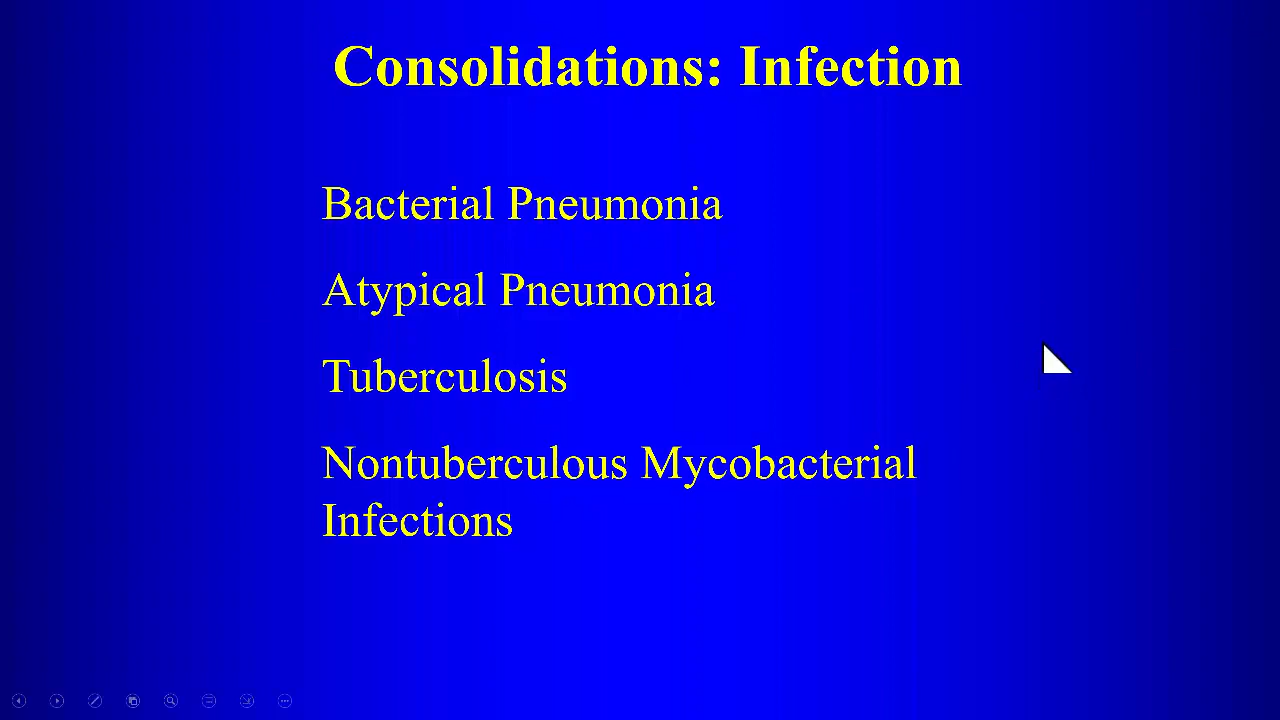 Consolidations: Infection
Bacterial Pneumonia
Atypical Pneumonia
Tuberculosis
Nontuberculous Mycobacterial
Infections